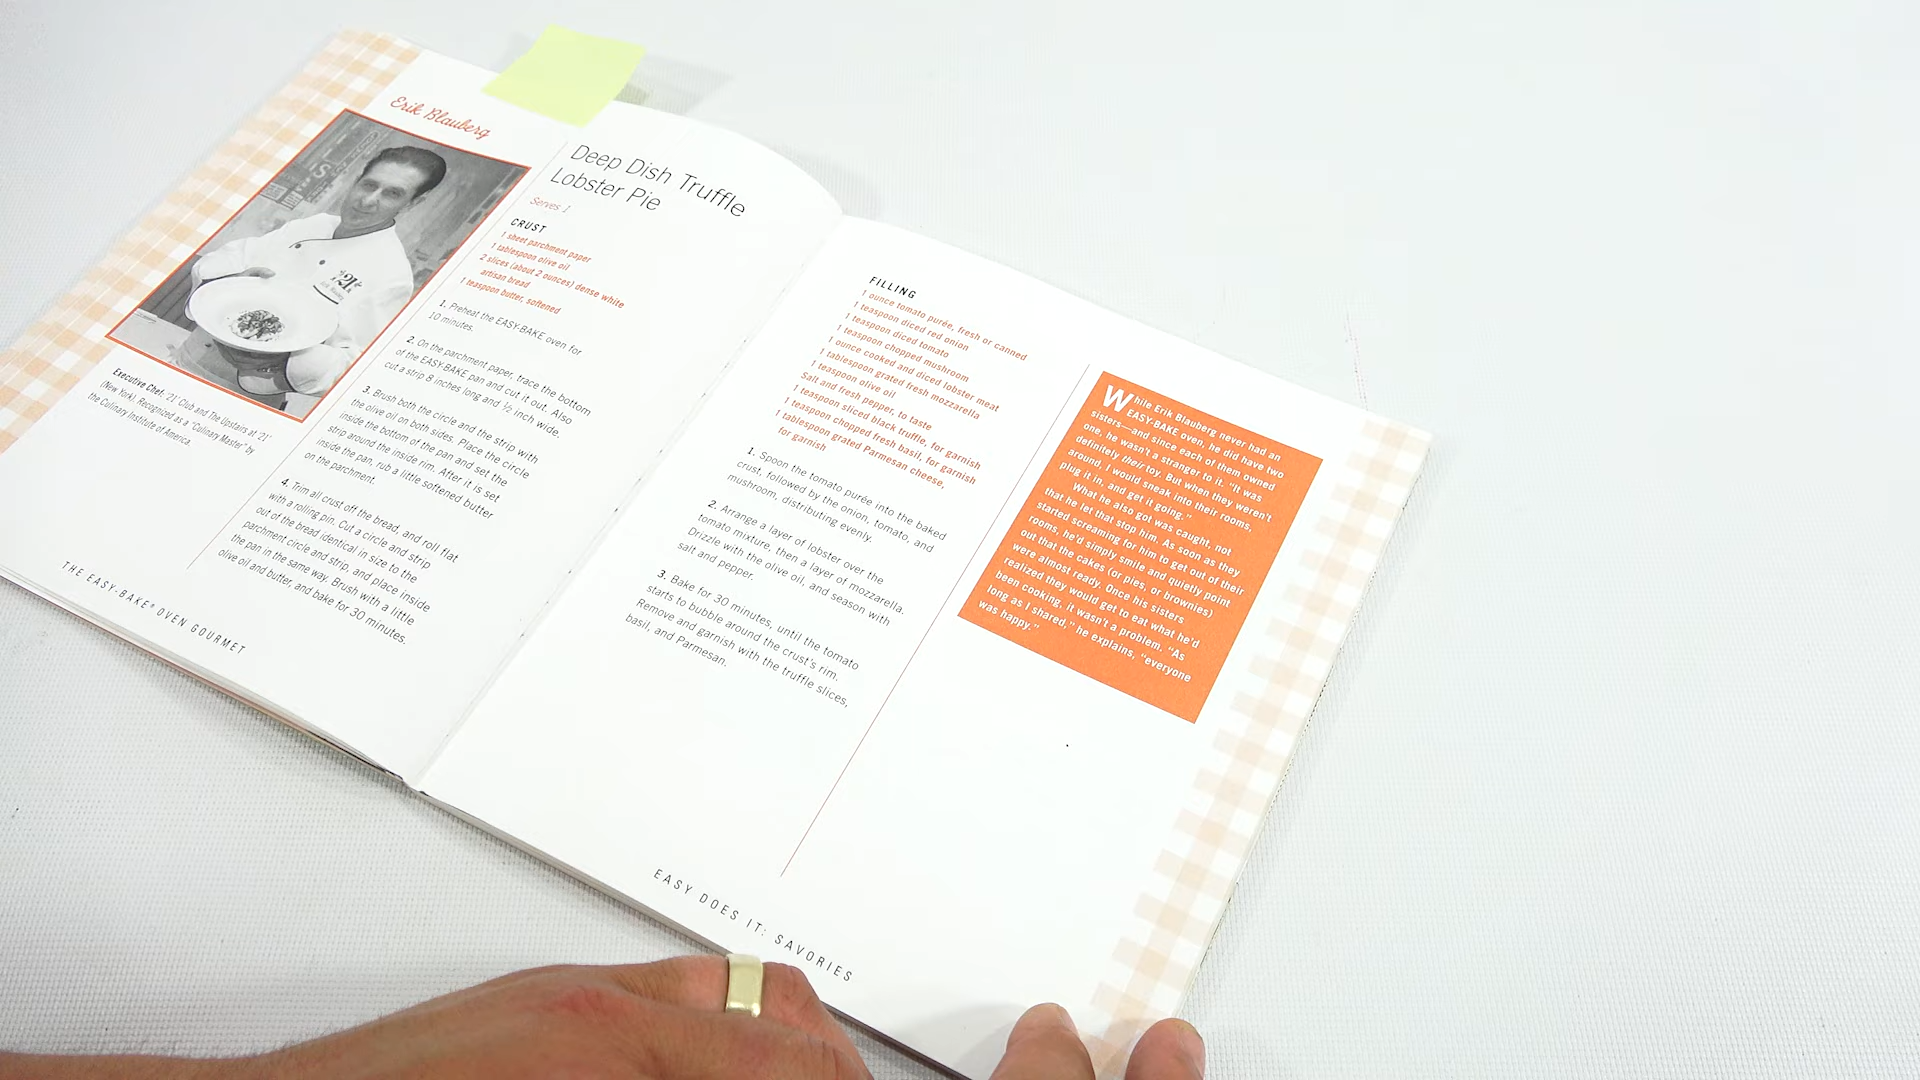 Erik Blauberg
Executive Chef: '21' Club and The Upstairs at '21'
(New York). Recognized as a "Culinary Master" by
the Culinary Institute of America.
Deep Dish Truffle
Lobster Pie
Serves 1
CRUST
1 sheet parchment paper
1 tablespoon olive oil
2 slices (about 2 ounces) dense white
artisan bread
1 teaspoon butter, softened
1. Preheat the EASY-BAKE oven for
10 minutes.
2. On the parchment paper, trace the bottom
of the EASY-BAKE pan and cut it out. Also
cut a strip 8 inches long and ½ inch wide.
3. Brush both the circle and the strip with
the olive oil on both sides. Place the circle
inside the bottom of the pan and set the
strip around the inside rim. After it is set
inside the pan, rub a little softened butter
on the parchment.
4. Trim all crust off the bread, and roll flat
with a rolling pin. Cut a circle and strip
out of the bread identical in size to the
parchment circle and strip, and place inside
the pan in the same way. Brush with a little
olive oil and butter, and bake for 30 minutes.
THE EASY-BAKE® OVEN GOURMET
FILLING
1 ounce tomato purée, fresh or canned
1 teaspoon diced red onion
1 teaspoon diced tomato
1 teaspoon chopped mushroom
1 ounce cooked and diced lobster meat
1 tablespoon grated fresh mozzarella
1 teaspoon olive oil
Salt and fresh pepper, to taste
1 teaspoon sliced black truffle, for garnish
1 teaspoon chopped fresh basil, for garnish
1 tablespoon grated Parmesan cheese,
for garnish
1. Spoon the tomato purée into the baked
crust, followed by the onion, tomato, and
mushroom, distributing evenly.
2. Arrange a layer of lobster over the
tomato mixture, then a layer of mozzarella.
Drizzle with the olive oil, and season with
salt and pepper.
3. Bake for 30 minutes, until the tomato
starts to bubble around the crust's rim.
Remove and garnish with the truffle slices,
basil, and Parmesan.
While Erik Blauberg never had an
EASY-BAKE oven, he did have two
sisters—and since each of them owned
one, he wasn't a stranger to it. "It was
definitely their toy. But when they weren't
around, I would sneak into their rooms,
plug it in, and get it going."
What he also got was caught, not
that he let that stop him. As soon as they
started screaming for him to get out of their
rooms, he'd simply smile and quietly point
out that the cakes (or pies, or brownies)
were almost ready. Once his sisters
realized they would get to eat what he'd
been cooking, it wasn't a problem. "As
long as I shared," he explains, "everyone
was happy."
EASY DOES IT: SAVORIES